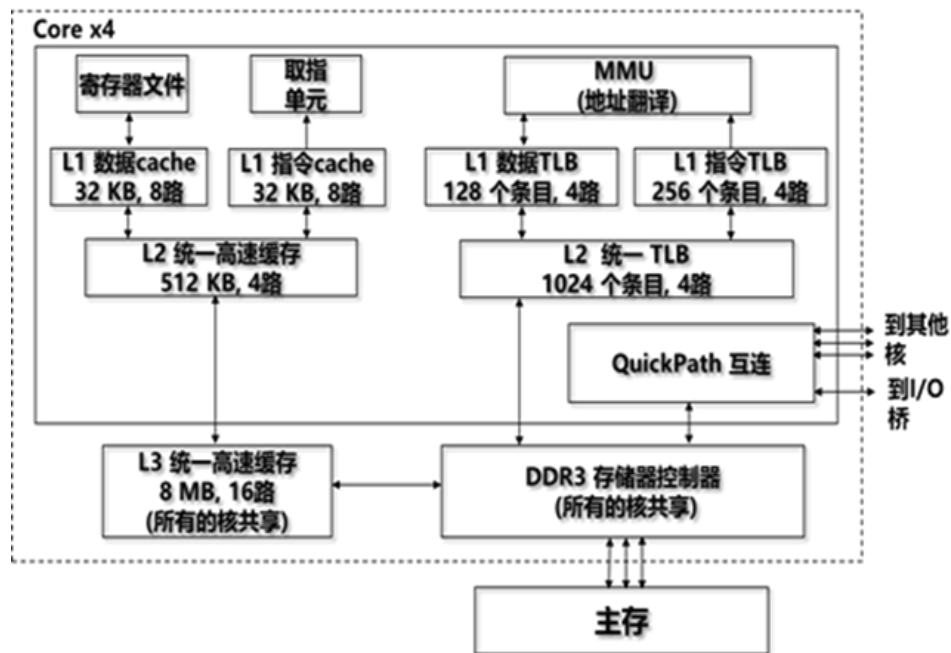 Core x4
寄存器文件
取指
单元
MMU
(地址翻译)
L1 数据cache
32 KB, 8路
L1 指令cache
32 KB, 8路
L1 数据TLB
128 个条目, 4路
L1 指令TLB
256 个条目, 4路
L2 统一高速缓存
512 KB, 4路
L2 统一 TLB
1024 个条目, 4路
QuickPath 互连
到其他
核
到I/O
桥
L3 统一高速缓存
8 MB, 16路
(所有的核共享)
DDR3 存储器控制器
(所有的核共享)
主存